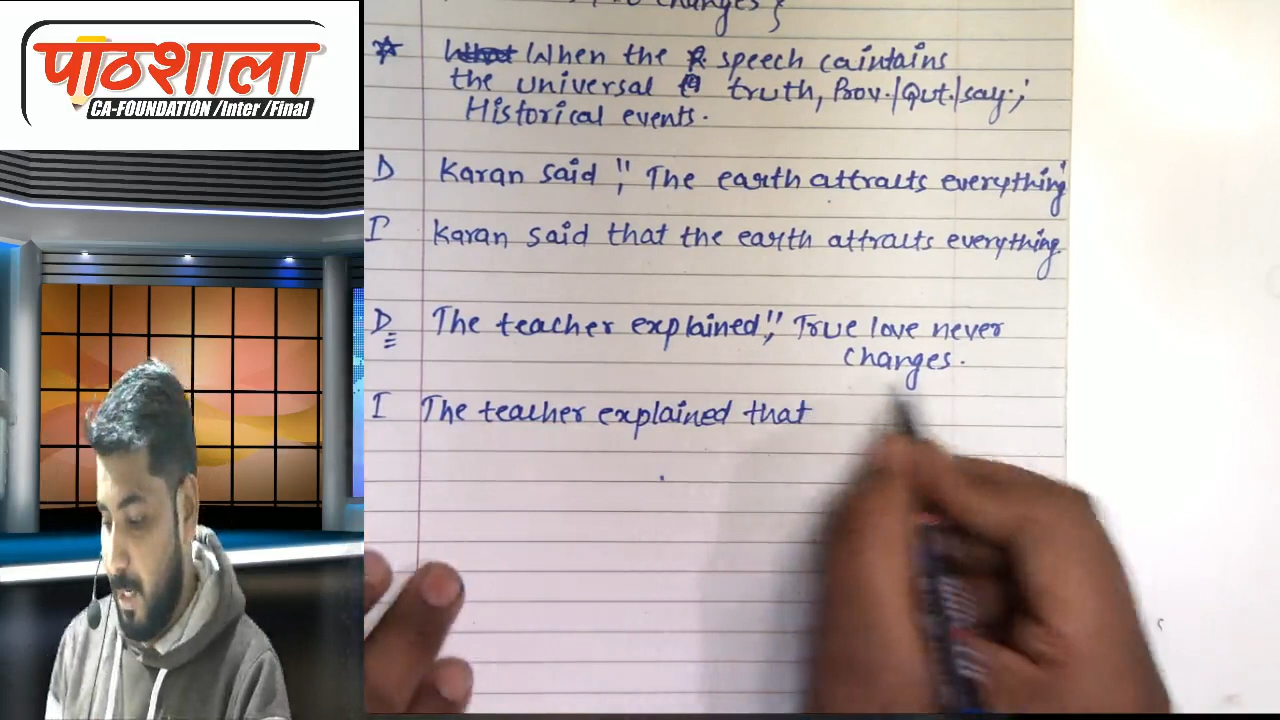 पाठशाला
CA-FOUNDATION /Inter /Final
changes }
☆ When the speech caintains
the universal truth, Prov./Qut./say.;
Historical events.
D Karan said ," The earth attracts everything"
I Karan said that the earth attracts everything
D The teacher explained," True love never
changes.
I The teacher explained that